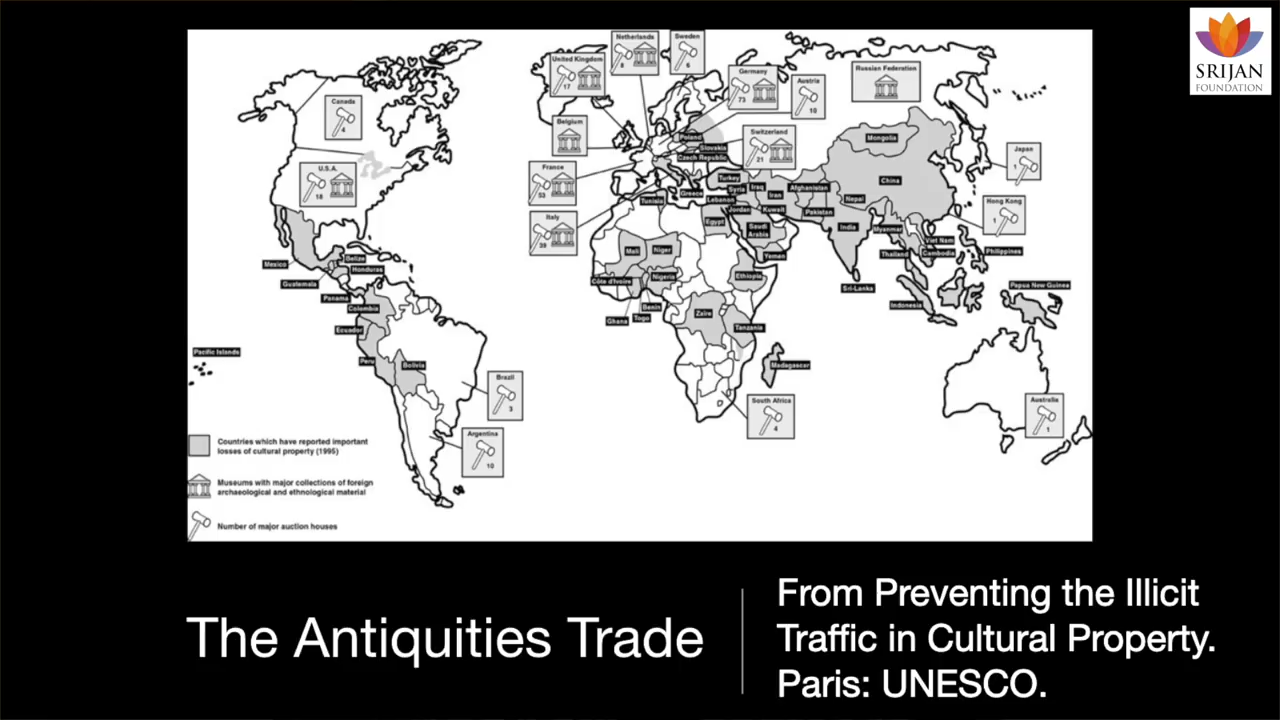 SRIJAN
FOUNDATION
Netherlands
8
Sweden
6
United Kingdom
17
Germany
73
Austria
10
Russian Federation
Canada
4
Belgium
Poland
Slovakia
Czech Republic
Switzerland
21
Mongolia
Japan
1
U.S.A.
18
France
53
Turkey
Greece
Syria
Iraq
Iran
Afghanistan
China
Lebanon
Tunisia
Jordan
Kuwait
Pakistan
Nepal
Hong Kong
1
Italy
39
Egypt
Saudi
Arabia
India
Myanmar
Viet Nam
Cambodia
Thailand
Philippines
Mexico
Belize
Honduras
Guatemala
Panama
Colombia
Ecuador
Peru
Bolivia
Mali
Niger
Yemen
Côte d'Ivoire
Nigeria
Ethiopia
Benin
Togo
Ghana
Zaire
Tanzania
Madagascar
Sri-Lanka
Indonesia
Papua New Guinea
Pacific Islands
Brazil
3
Argentina
10
South Africa
4
Australia
1
Countries which have reported important
losses of cultural property (1995)
Museums with major collections of foreign
archaeological and ethnological material
Number of major auction houses
The Antiquities Trade
From Preventing the Illicit
Traffic in Cultural Property.
Paris: UNESCO.